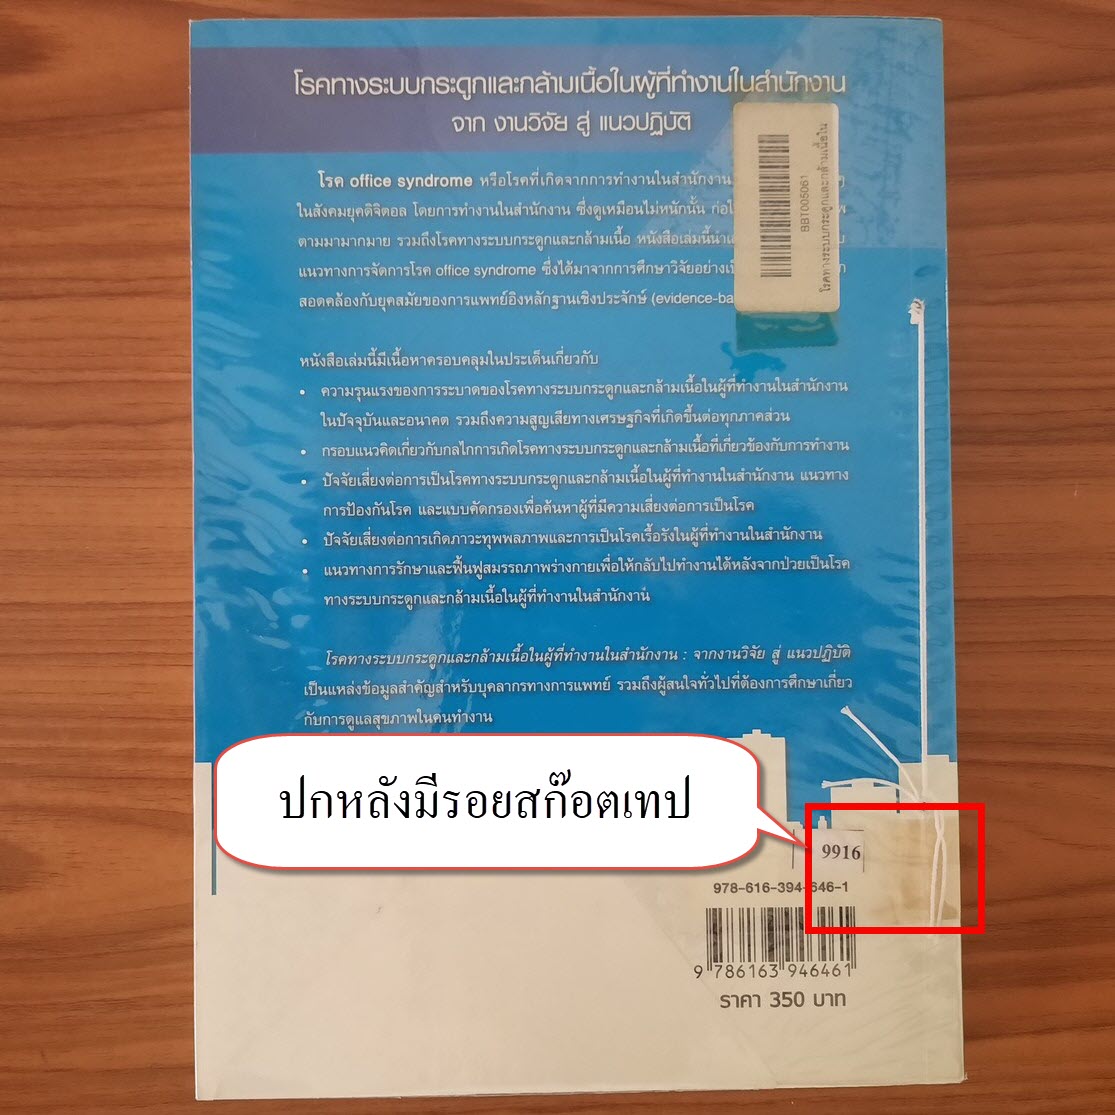 โรคทางระบบกระดูกและกล้ามเนื้อในผู้ที่ทำงานในสำนักงาน
จาก งานวิจัย สู่ แนวปฏิบัติ
โรค office syndrome หรือโรคที่เกิดจากการทำงานในสำนักงาน
ในสังคมยุคดิจิตอล โดยการทำงานในสำนักงาน ซึ่งดูเหมือนไม่หนักนั้น
ตามมามากมาย รวมถึงโรคทางระบบกระดูกและกล้ามเนื้อ หนังสือเล่มนี้
แนวทางการจัดการโรค office syndrome ซึ่งได้มาจากการศึกษาวิจัยอย่าง
สอดคล้องกับยุคสมัยของการแพทย์อิงหลักฐานเชิงประจักษ์ (evidence-ba
BBT005061
โรคทางระบบกระดูกและกล้ามเนื้อใน
หนังสือเล่มนี้มีเนื้อหาครอบคลุมในประเด็นเกี่ยวกับ
• ความรุนแรงของการระบาดของโรคทางระบบกระดูกและกล้ามเนื้อในผู้ที่ทำงานในสำนักงาน
ในปัจจุบันและอนาคต รวมถึงความสูญเสียทางเศรษฐกิจที่เกิดขึ้นต่อทุกภาคส่วน
• กรอบแนวคิดเกี่ยวกับกลไกการเกิดโรคทางระบบกระดูกและกล้ามเนื้อที่เกี่ยวข้องกับการทำงาน
• ปัจจัยเสี่ยงต่อการเป็นโรคทางระบบกระดูกและกล้ามเนื้อในผู้ที่ทำงานในสำนักงาน แนวทาง
การป้องกันโรค และแบบคัดกรองเพื่อค้นหาผู้ที่มีความเสี่ยงต่อการเป็นโรค
• ปัจจัยเสี่ยงต่อการเกิดภาวะทุพพลภาพและการเป็นโรคเรื้อรังในผู้ที่ทำงานในสำนักงาน
• แนวทางการรักษาและฟื้นฟูสมรรถภาพร่างกายเพื่อให้กลับไปทำงานได้หลังจากป่วยเป็นโรค
ทางระบบกระดูกและกล้ามเนื้อในผู้ที่ทำงานในสำนักงาน
โรคทางระบบกระดูกและกล้ามเนื้อในผู้ที่ทำงานในสำนักงาน : จากงานวิจัย สู่ แนวปฏิบัติ
เป็นแหล่งข้อมูลสำคัญสำหรับบุคลากรทางการแพทย์ รวมถึงผู้สนใจทั่วไปที่ต้องการศึกษาเกี่ยว
กับการดูแลสุขภาพในคนทำงาน
ปกหลังมีรอยสก๊อตเทป
9916
978-616-394-646-1
9 786163 946461
ราคา 350 บาท